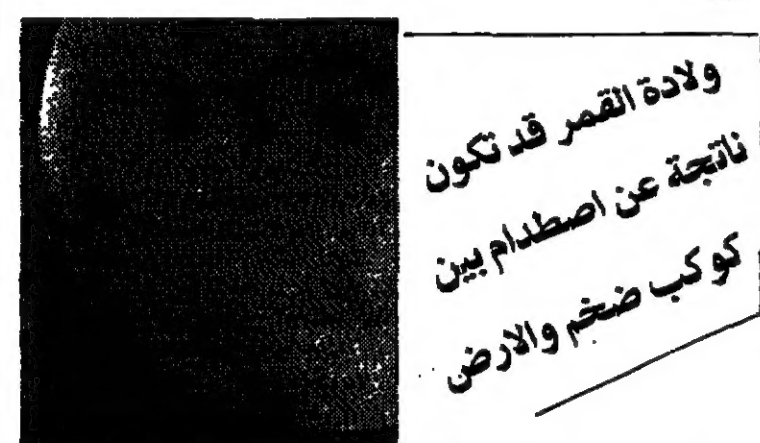 ولادة القمر قد تكون
ناتجة عن اصطدام بين
كوكب ضخم والارض